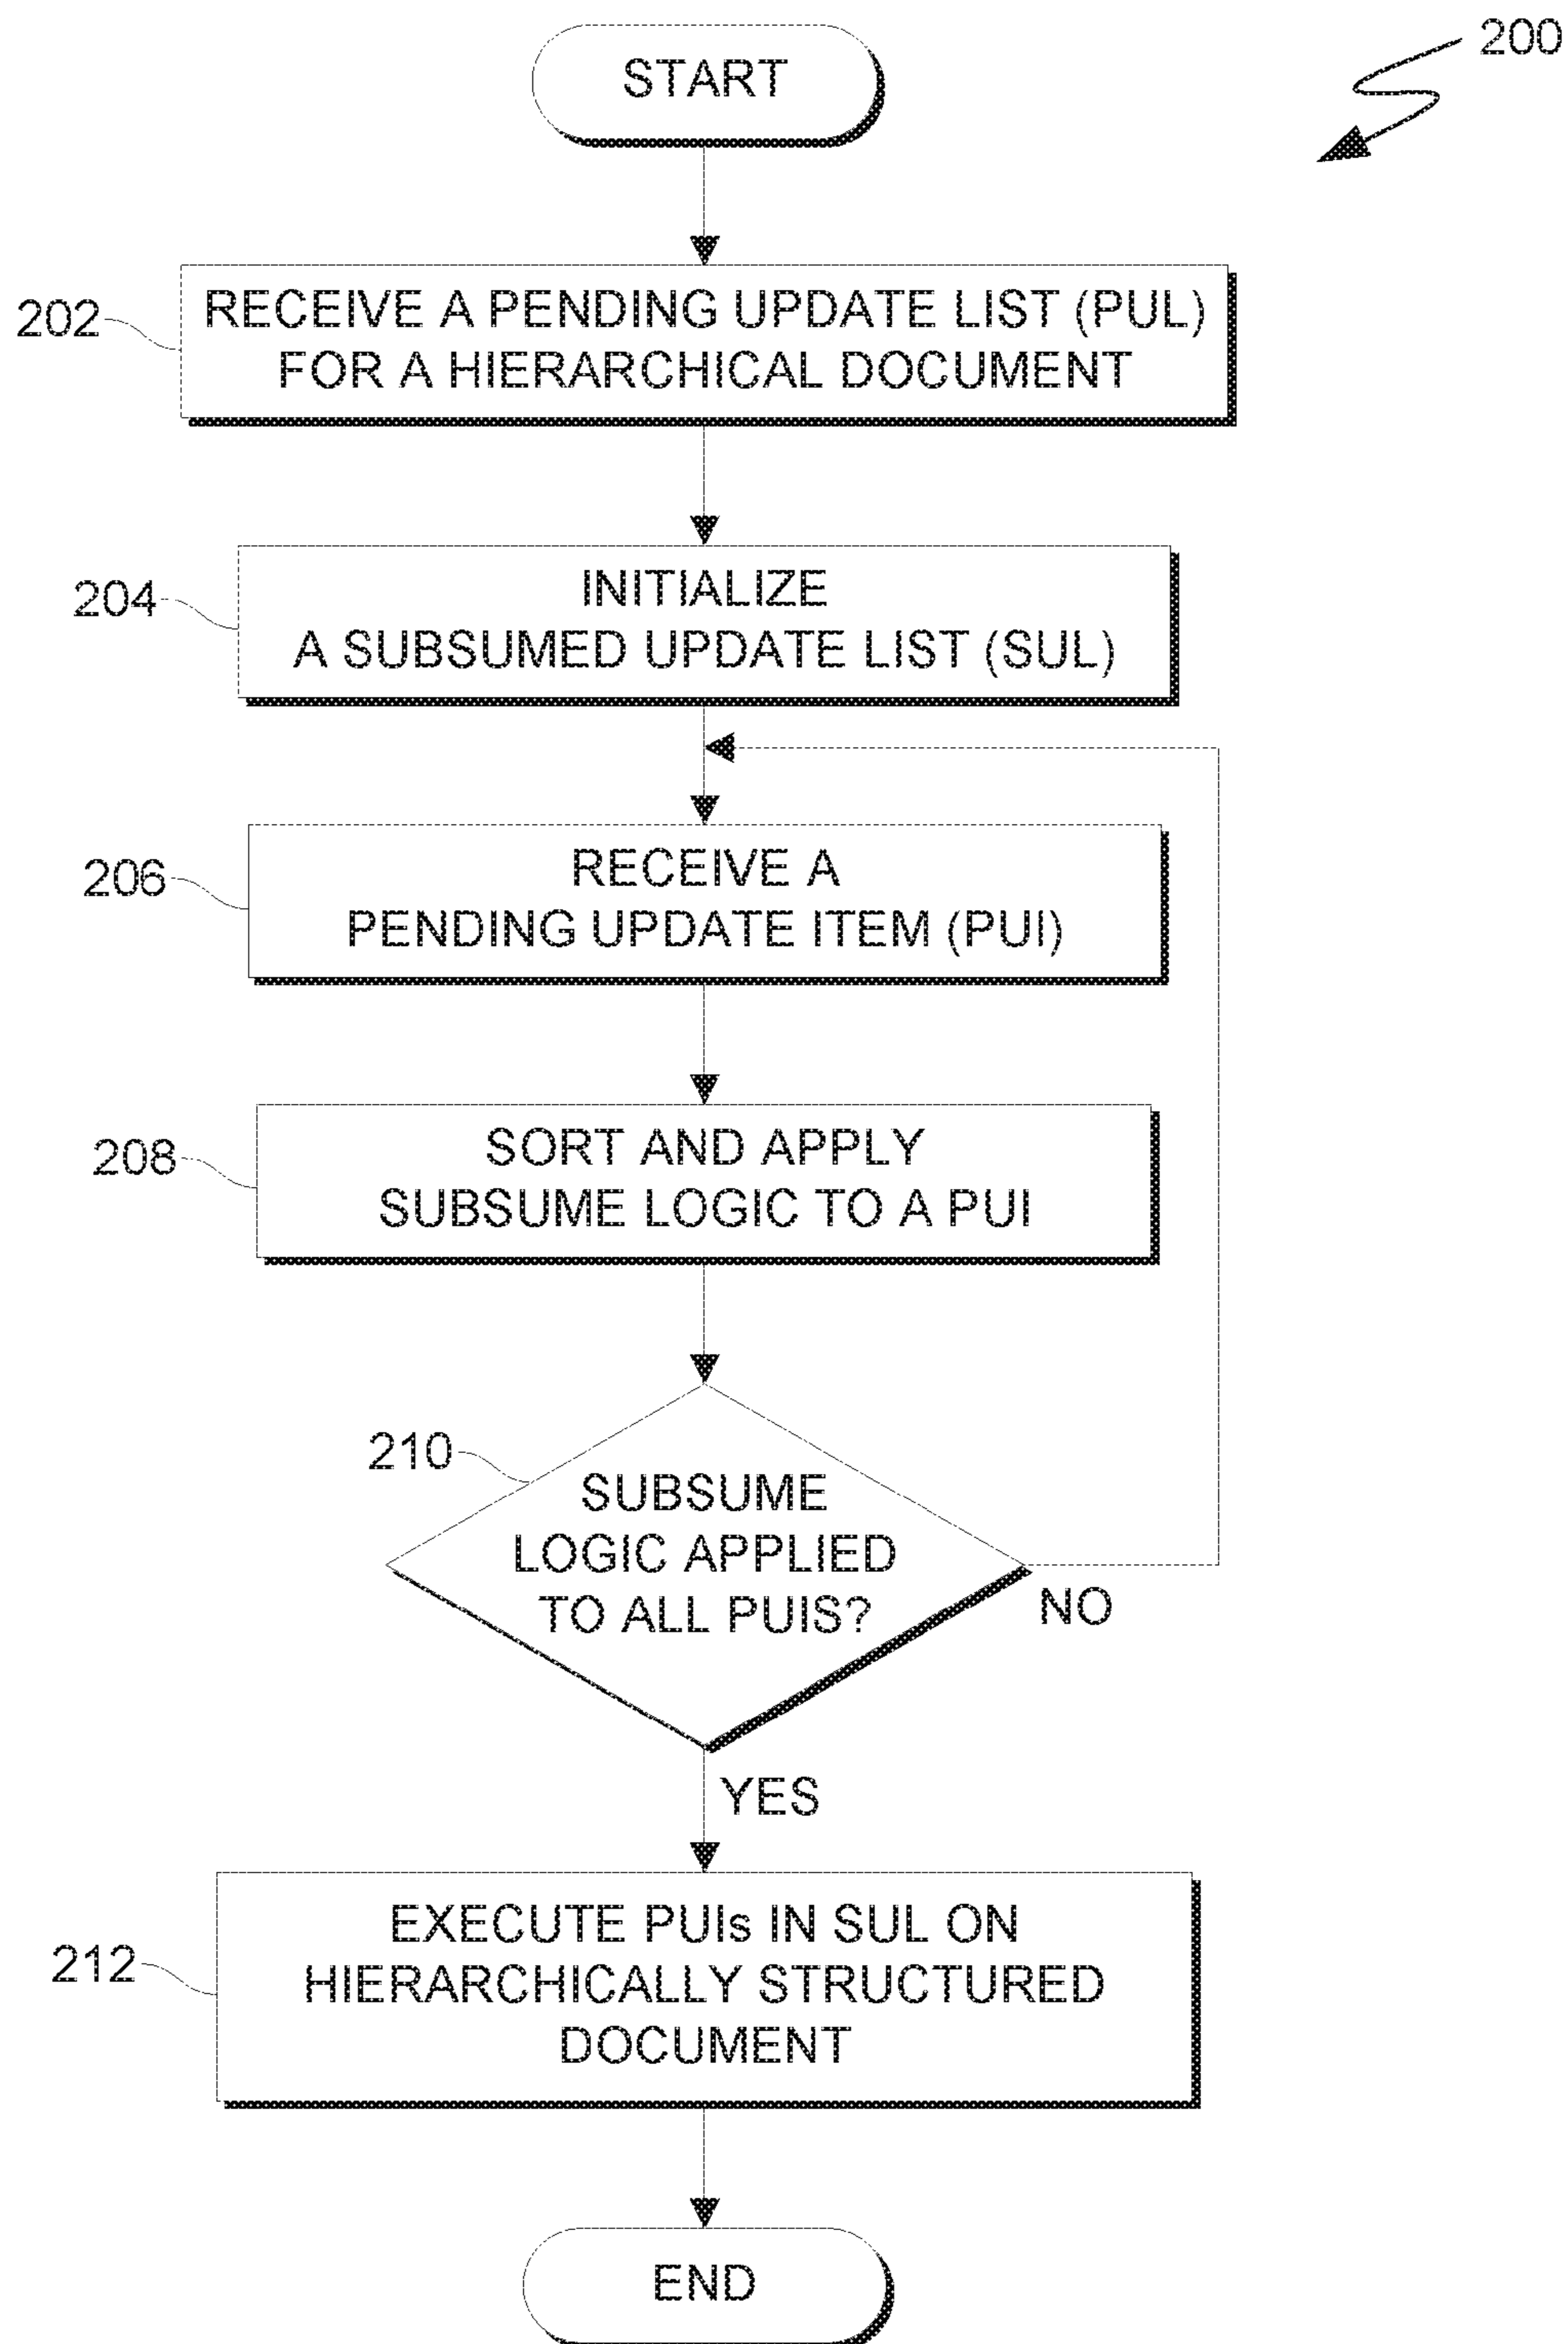 200
START
202
RECEIVE A PENDING UPDATE LIST (PUL)
FOR A HIERARCHICAL DOCUMENT
204
INITIALIZE
A SUBSUMED UPDATE LIST (SUL)
206
RECEIVE A
PENDING UPDATE ITEM (PUI)
208
SORT AND APPLY
SUBSUME LOGIC TO A PUI
210
SUBSUME
LOGIC APPLIED
TO ALL PUIS?
NO
YES
212
EXECUTE PUIs IN SUL ON
HIERARCHICALLY STRUCTURED
DOCUMENT
END